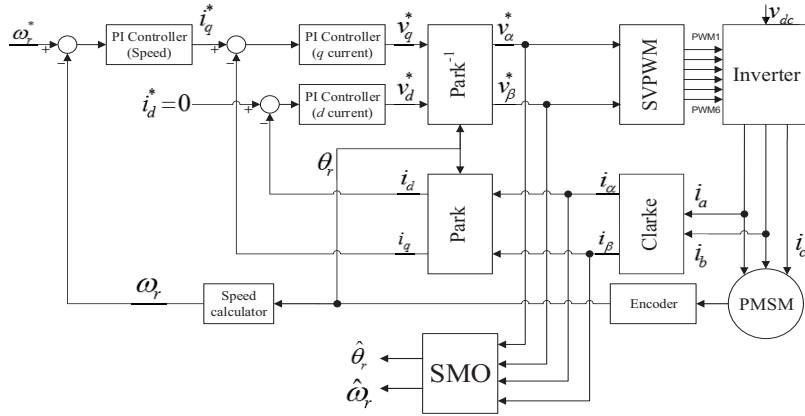 ω_r^*
+
−
PI Controller
(Speed)
i_q^*
+
−
PI Controller
(q current)
v_q^*
Park^-1
v_α^*
SVPWM
PWM1
PWM6
v_dc
Inverter
i_d^* = 0
+
−
PI Controller
(d current)
v_d^*
v_β^*
θ_r
i_d
i_q
Park
i_α
i_β
Clarke
i_a
i_b
i_c
ω_r
Speed
calculator
Encoder
PMSM
θ̂_r
ω̂_r
SMO